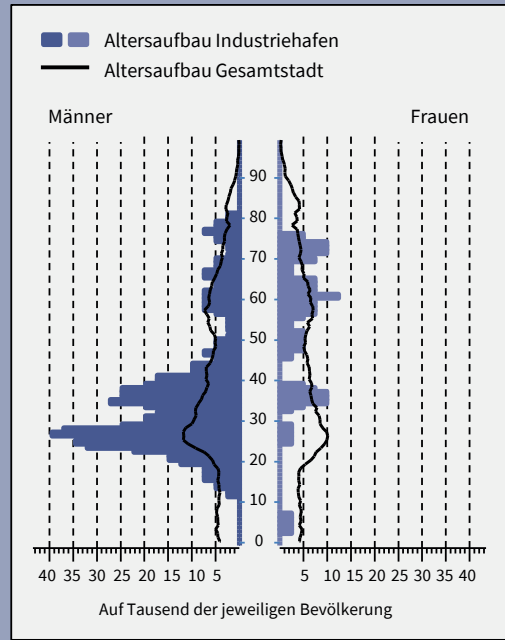 Altersaufbau Industriehafen
Altersaufbau Gesamtstadt
Männer Frauen
90
80
70
60
50
40
30
20
10
0
40 35 30 25 20 15 10 5 5 10 15 20 25 30 35 40
Auf Tausend der jeweiligen Bevölkerung